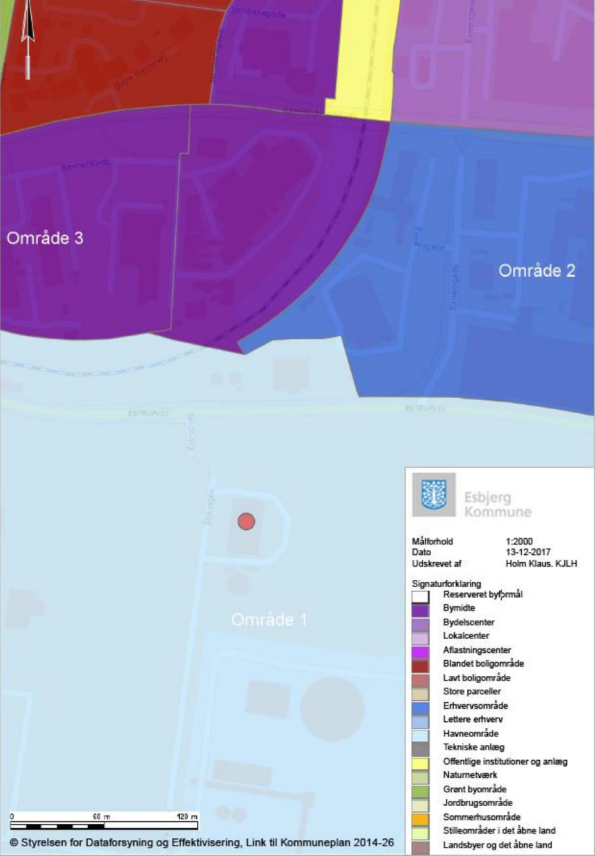 Område 3
Område 2
ESTRUPVEJ
ESTRUPVEJ
Område 1
Esbjerg
Kommune
Målforhold 1:2000
Dato 13-12-2017
Udskrevet af Holm Klaus. KJLH
Signaturforklaring
Reserveret byformål
Bymidte
Bydelscenter
Lokalcenter
Aflastningscenter
Blandet boligområde
Lavt boligområde
Store parceller
Erhvervsområde
Lettere erhverv
Havneområde
Tekniske anlæg
Offentlige institutioner og anlæg
Naturnetværk
Grønt byområde
Jordbrugsområde
Sommerhusområde
Stilleområder i det åbne land
Landsbyer og det åbne land
0 60 m 120 m
© Styrelsen for Dataforsyning og Effektivisering, Link til Kommuneplan 2014-26